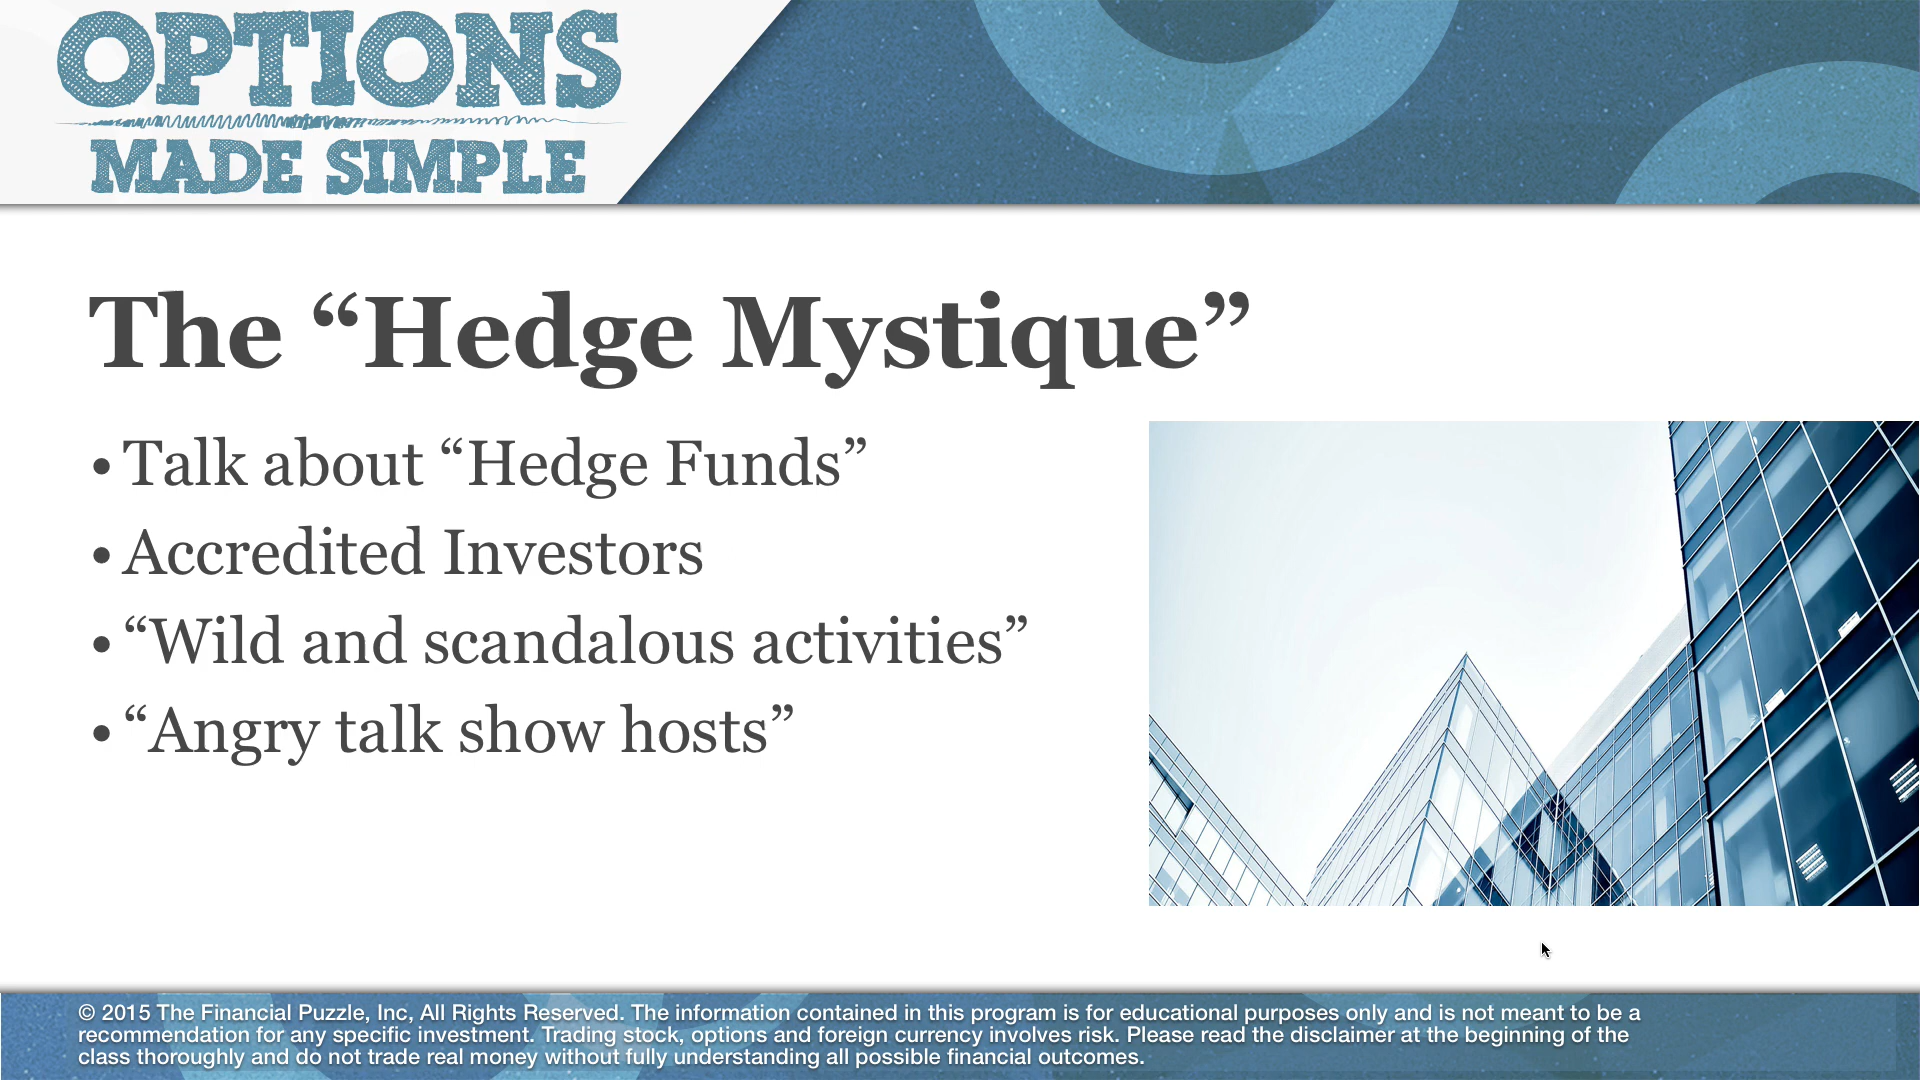 OPTIONS
MADE SIMPLE
The “Hedge Mystique”
• Talk about “Hedge Funds”
• Accredited Investors
• “Wild and scandalous activities”
• “Angry talk show hosts”
© 2015 The Financial Puzzle, Inc, All Rights Reserved. The information contained in this program is for educational purposes only and is not meant to be a
recommendation for any specific investment. Trading stock, options and foreign currency involves risk. Please read the disclaimer at the beginning of the
class thoroughly and do not trade real money without fully understanding all possible financial outcomes.